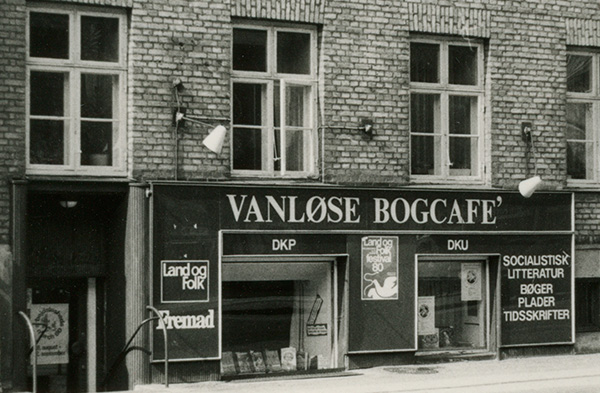 VANLØSE BOGCAFE'
DKP
DKU
Land og
Folk
Fremad
Land og
Folk
festival
80
SOCIALISTISK
LITTERATUR
BØGER
PLADER
TIDSSKRIFTER